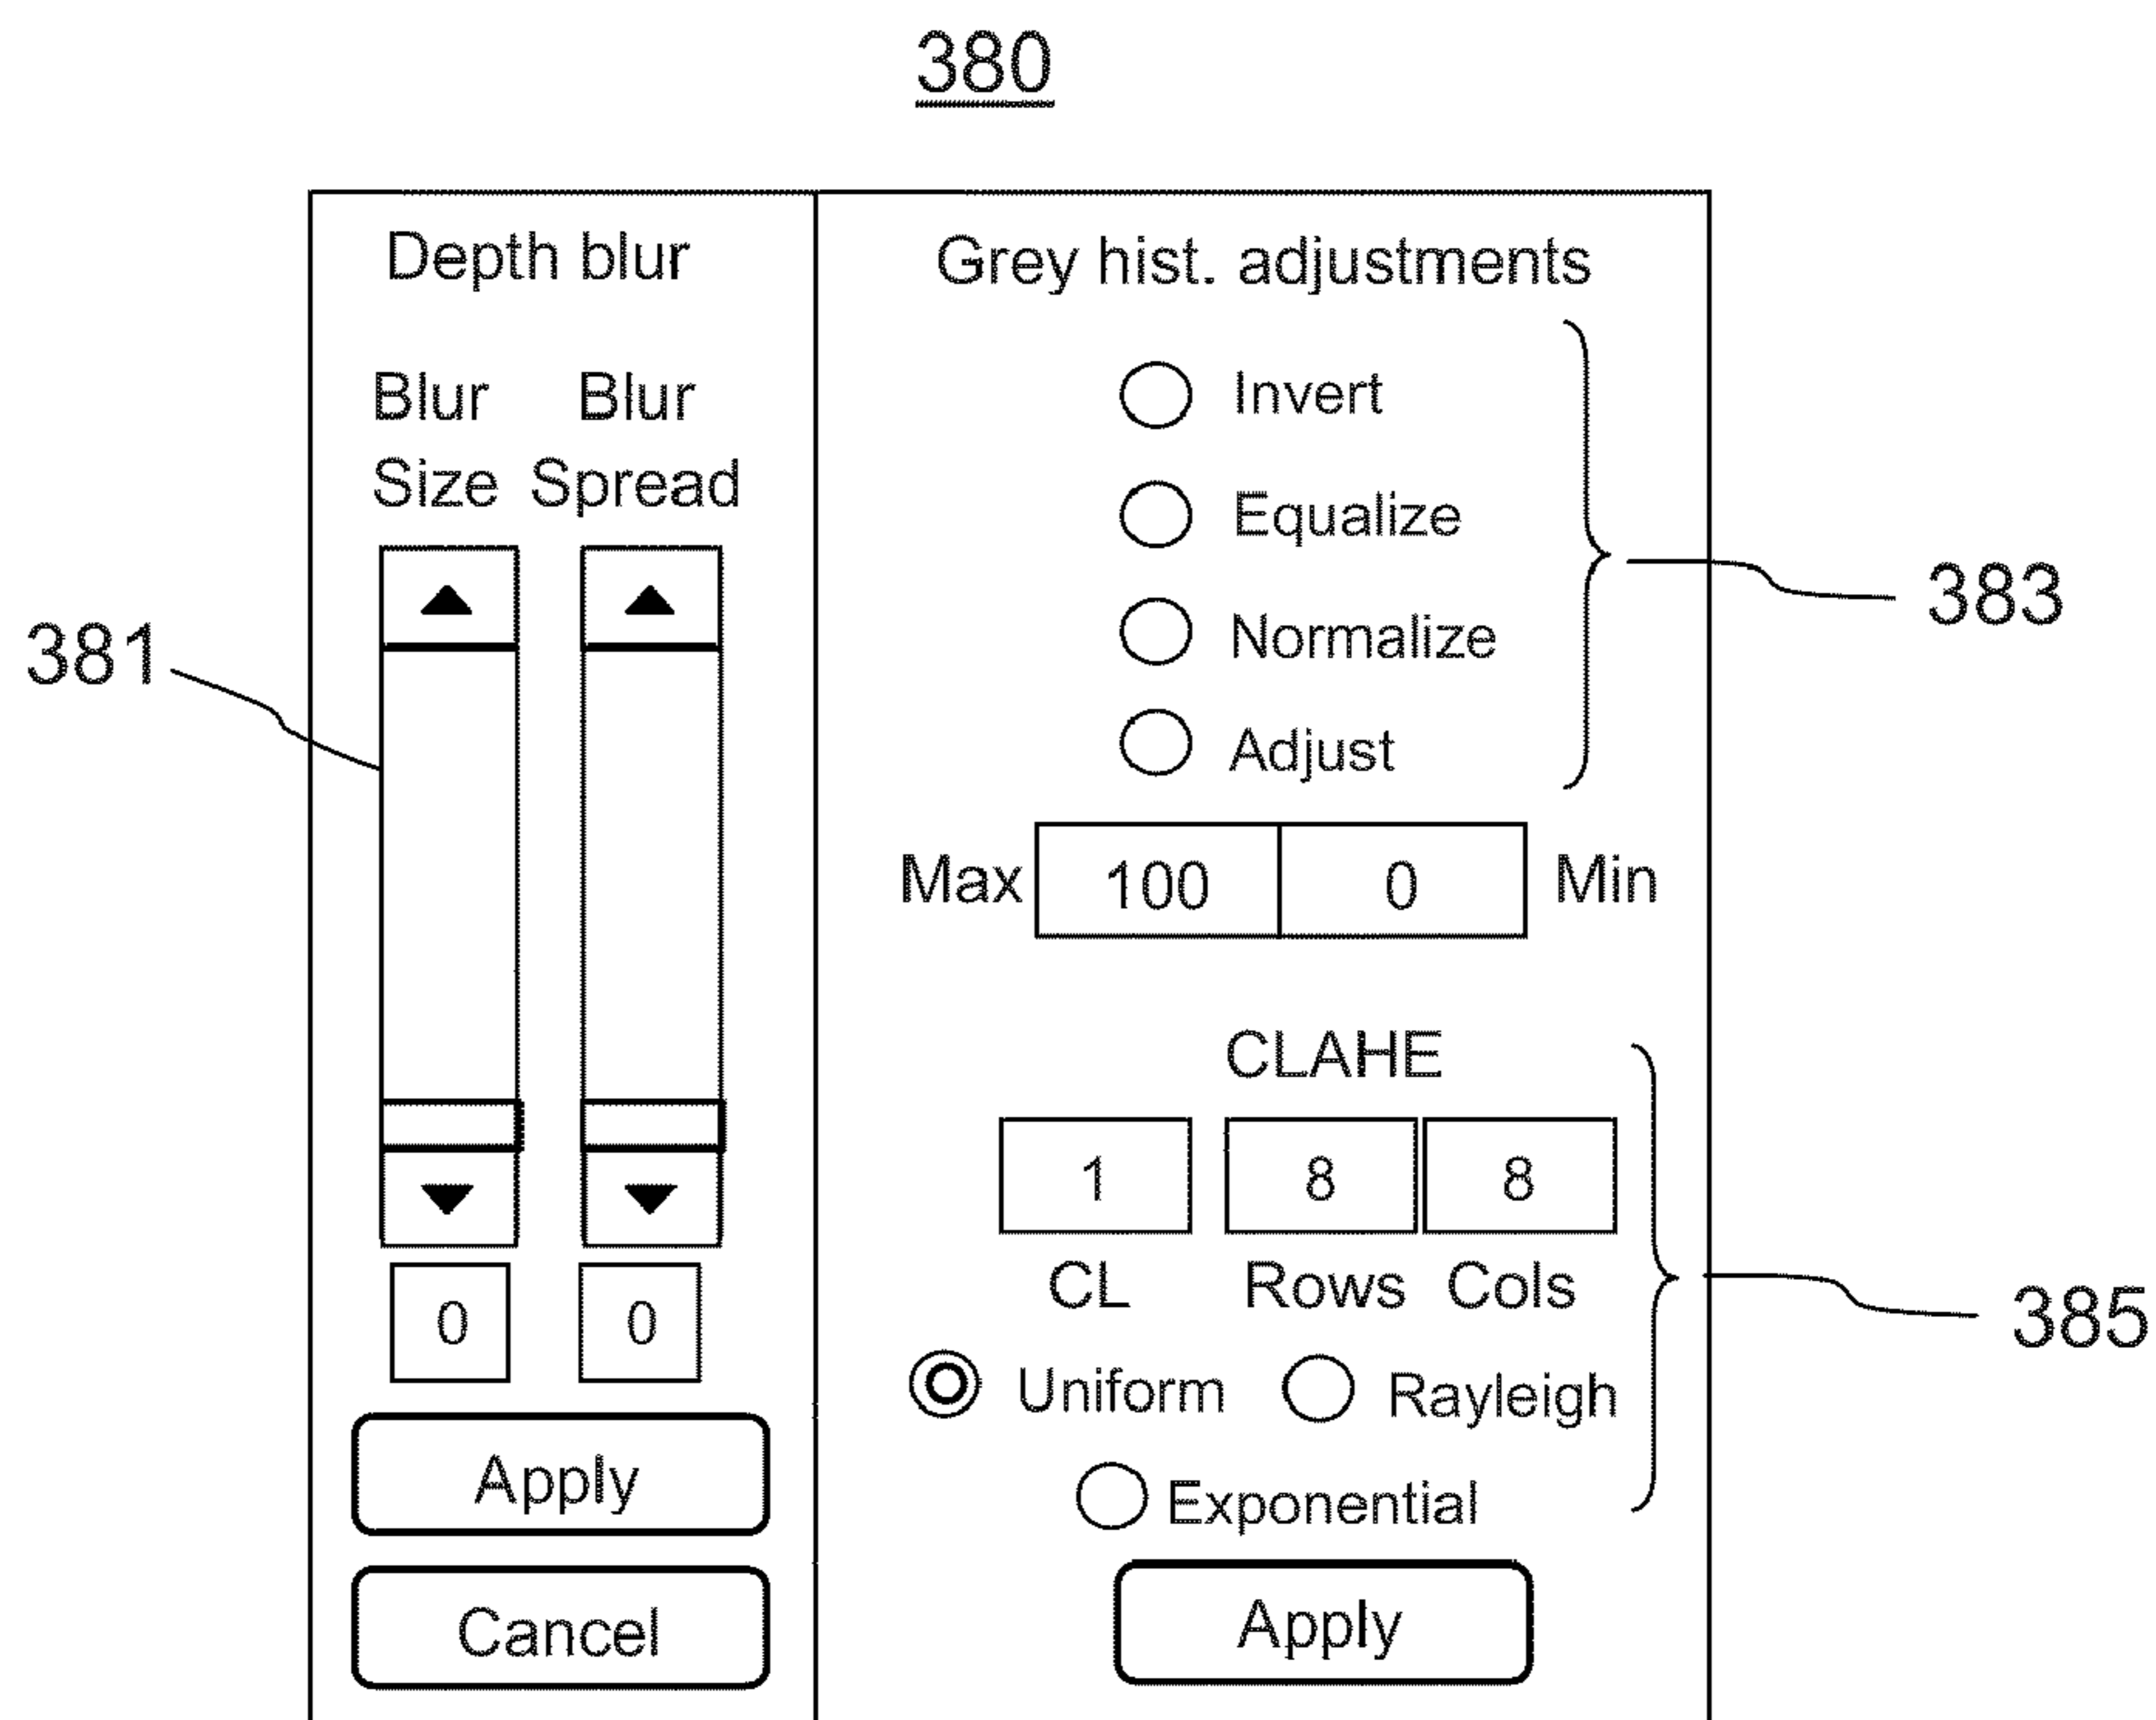 380
Depth blur
Blur Blur
Size Spread
381
0 0
Apply
Cancel
Grey hist. adjustments
Invert
Equalize
Normalize
Adjust
383
Max 100 0 Min
CLAHE
1 8 8
CL Rows Cols
385
Uniform Rayleigh
Exponential
Apply